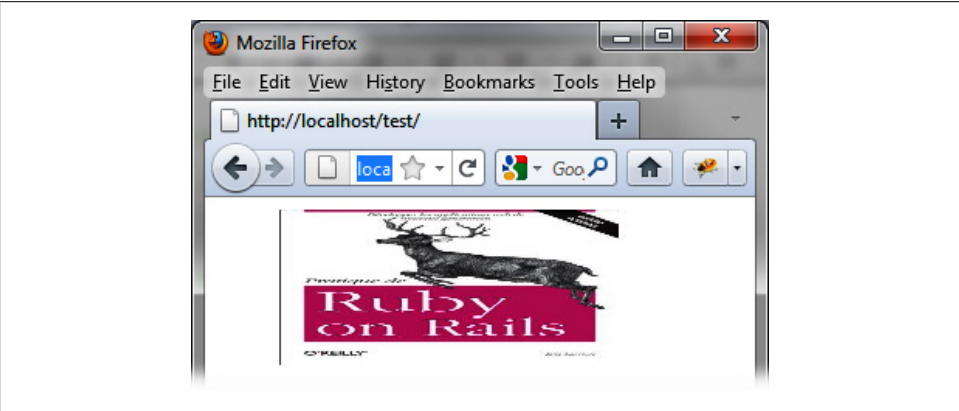 Mozilla Firefox
File Edit View History Bookmarks Tools Help
http://localhost/test/
loca
Goo
Pratique de
Ruby
on Rails
O'REILLY